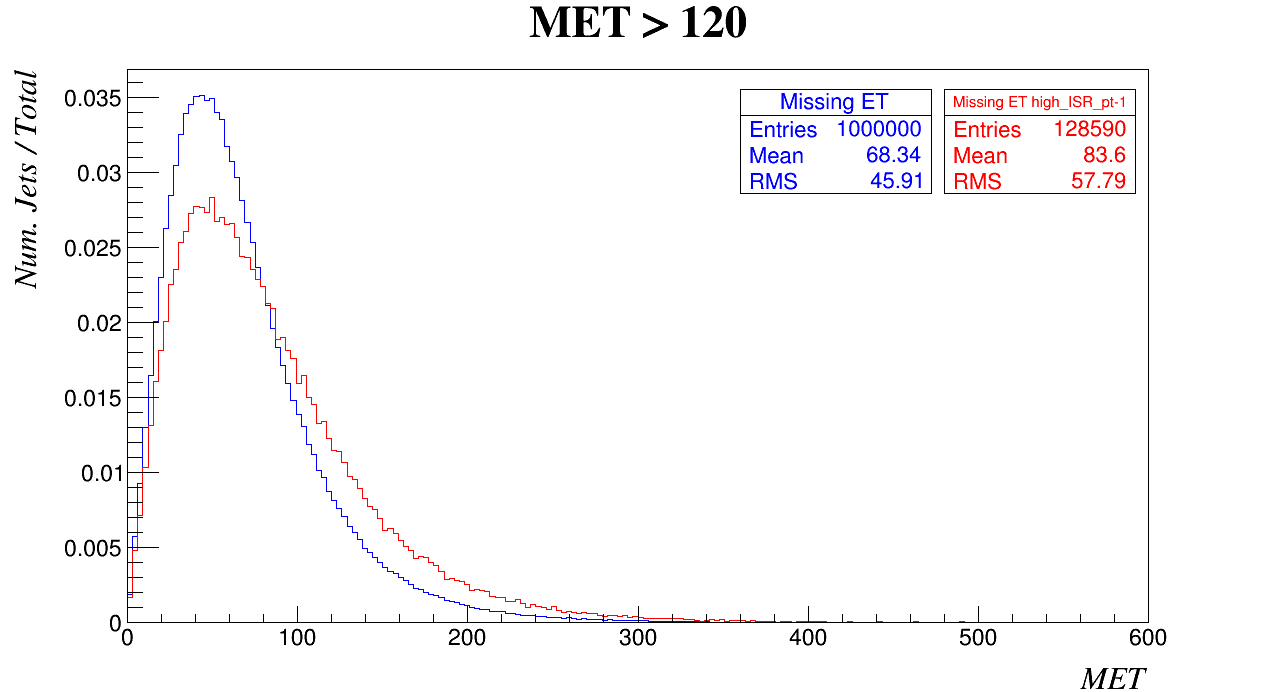 MET > 120
Num. Jets / Total
0.035
0.03
0.025
0.02
0.015
0.01
0.005
0
Missing ET
Entries 1000000
Mean 68.34
RMS 45.91
Missing ET high_ISR_pt-1
Entries 128590
Mean 83.6
RMS 57.79
0 100 200 300 400 500 600
MET